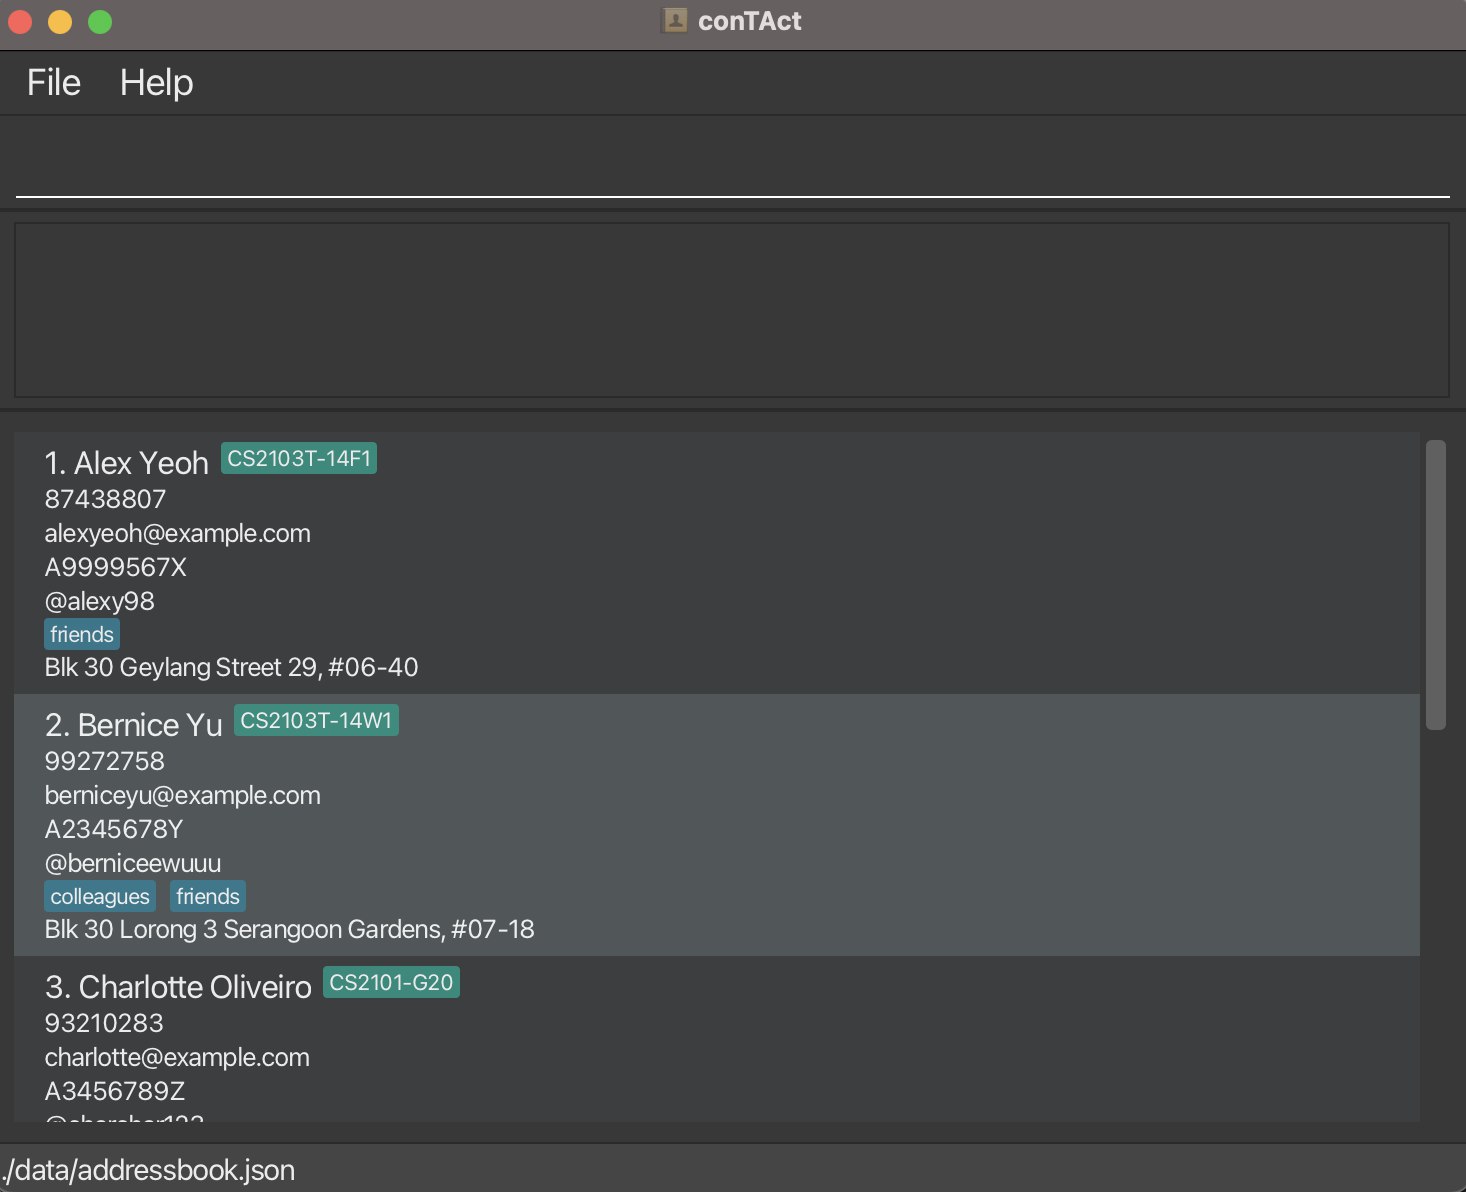 conTAct
File Help
1. Alex Yeoh CS2103T-14F1
87438807
alexyeoh@example.com
A9999567X
@alexy98
friends
Blk 30 Geylang Street 29, #06-40
2. Bernice Yu CS2103T-14W1
99272758
berniceyu@example.com
A2345678Y
@berniceewuuu
colleagues friends
Blk 30 Lorong 3 Serangoon Gardens, #07-18
3. Charlotte Oliveiro CS2101-G20
93210283
charlotte@example.com
A3456789Z
./data/addressbook.json